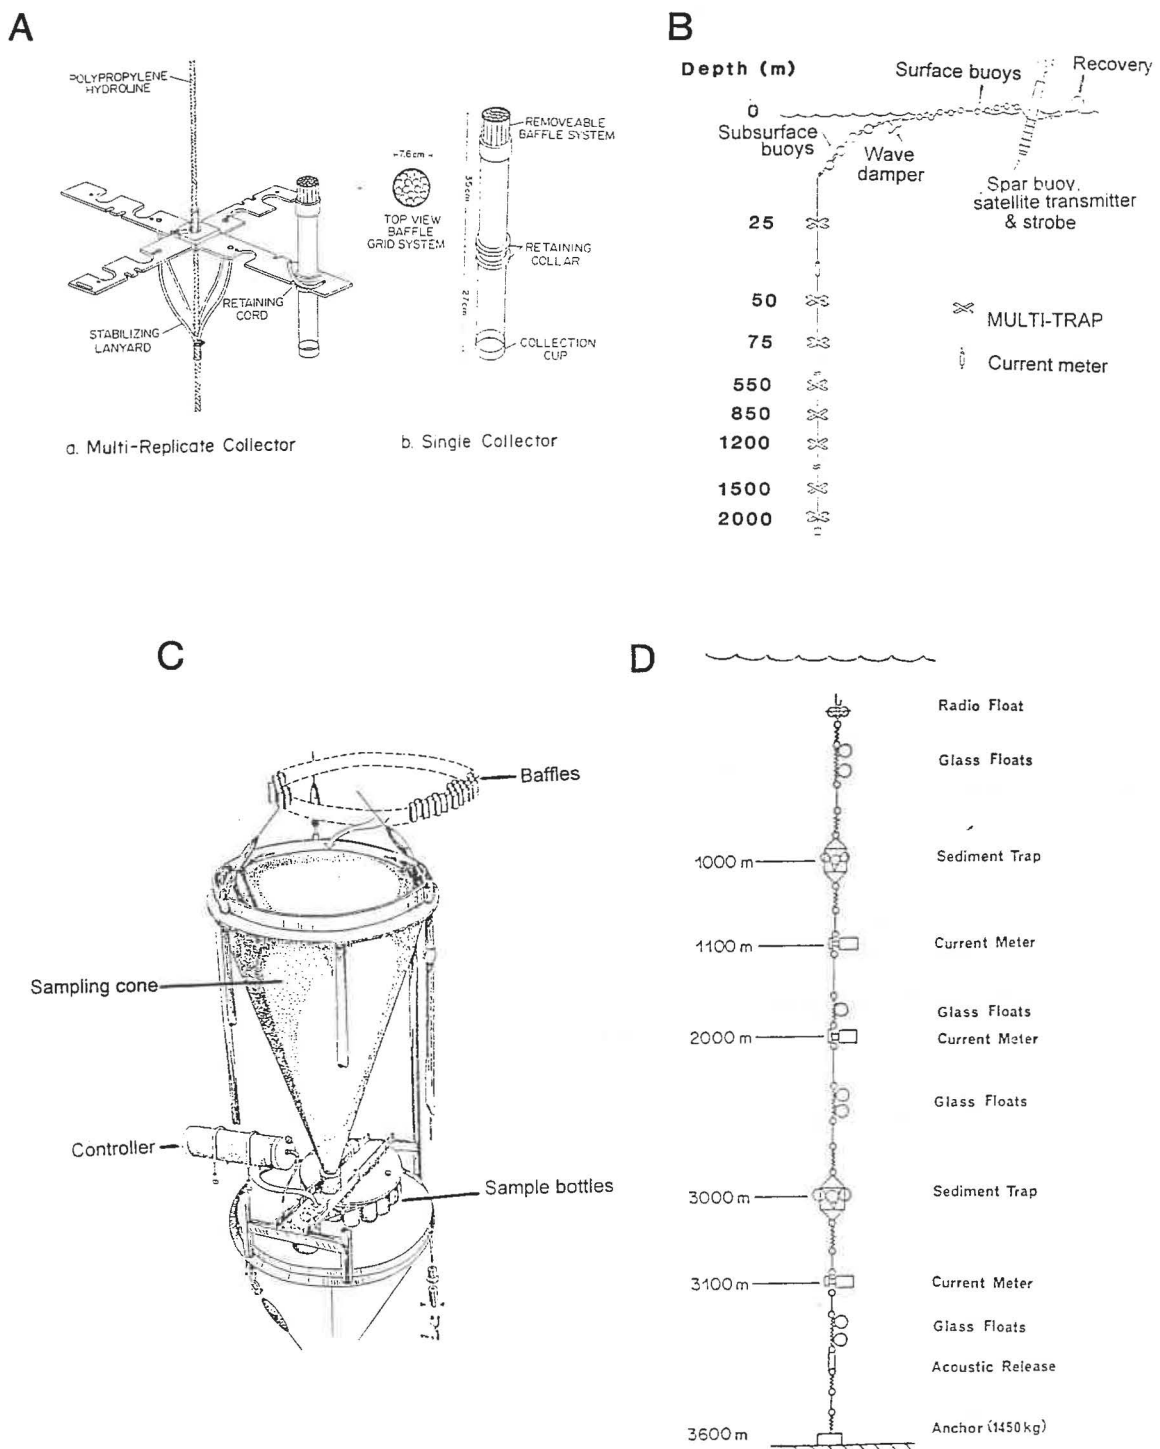 A
POLYPROPYLENE
HYDROLINE
STABILIZING
LANYARD
RETAINING
CORD
7.6cm
TOP VIEW
BAFFLE
GRID SYSTEM
35cm
27cm
REMOVEABLE
BAFFLE SYSTEM
RETAINING
COLLAR
COLLECTION
CUP
a. Multi-Replicate Collector
b. Single Collector
B
Depth (m)
Surface buoys
Recovery
0
Subsurface
buoys
Wave
damper
Spar buoy,
satellite transmitter
& strobe
25
50
75
550
850
1200
1500
2000
MULTI-TRAP
Current meter
C
Baffles
Sampling cone
Controller
Sample bottles
D
Radio Float
Glass Floats
1000 m
Sediment Trap
1100 m
Current Meter
Glass Floats
2000 m
Current Meter
Glass Floats
3000 m
Sediment Trap
3100 m
Current Meter
Glass Floats
Acoustic Release
3600 m
Anchor (1450 kg)